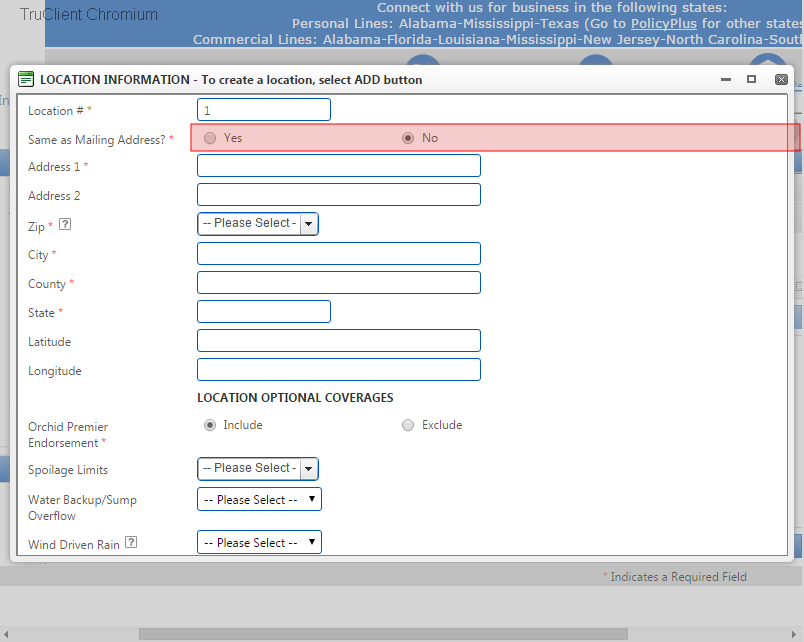 TruClient Chromium
Connect with us for business in the following states:
Personal Lines: Alabama-Mississippi-Texas (Go to PolicyPlus for other states
Commercial Lines: Alabama-Florida-Louisiana-Mississippi-New Jersey-North Carolina-South
LOCATION INFORMATION - To create a location, select ADD button
In
Location # *
1
Same as Mailing Address? *
Yes
No
Address 1 *
Address 2
Zip * ?
-- Please Select -
City *
County *
State *
Latitude
Longitude
LOCATION OPTIONAL COVERAGES
Orchid Premier
Endorsement *
Include
Exclude
Spoilage Limits
-- Please Select -
Water Backup/Sump
Overflow
-- Please Select --
Wind Driven Rain ?
-- Please Select --
* Indicates a Required Field